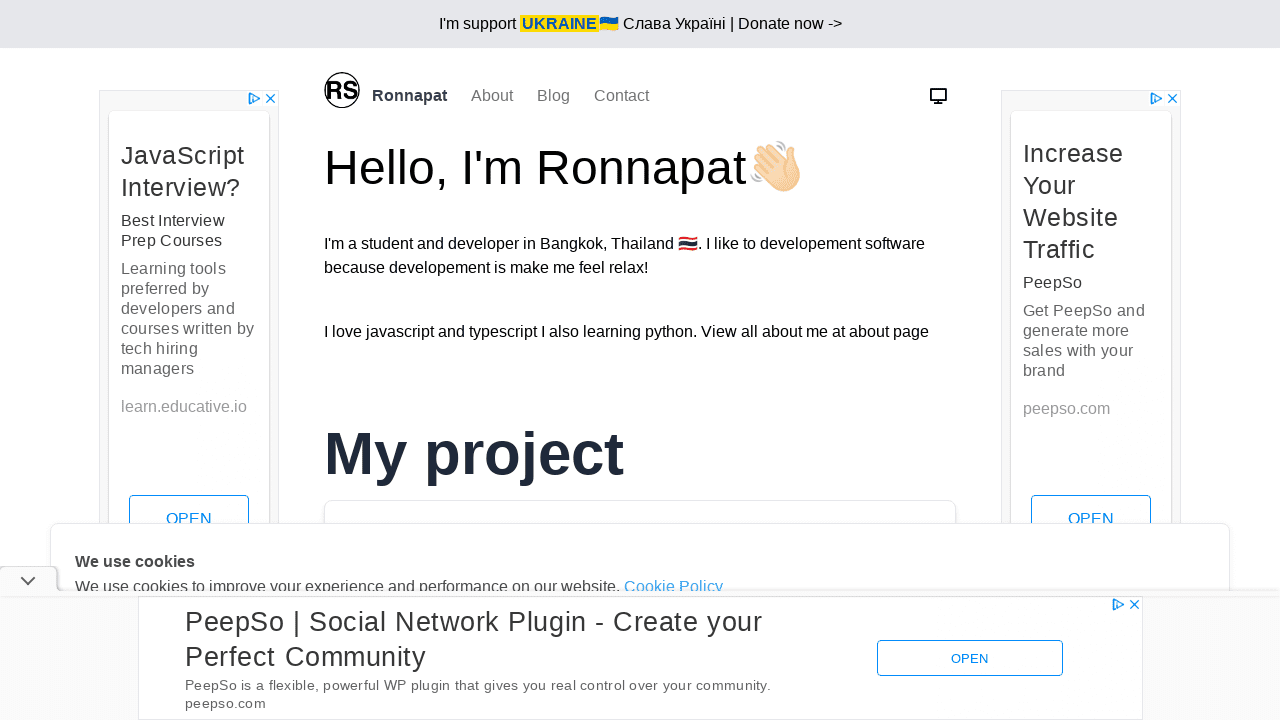 I'm support UKRAINE🇺🇦 Слава Україні | Donate now ->
RS
Ronnapat
About
Blog
Contact
Hello, I'm Ronnapat👋🏻
I'm a student and developer in Bangkok, Thailand 🇹🇭. I like to developement software
because developement is make me feel relax!
I love javascript and typescript I also learning python. View all about me at about page
My project
JavaScript
Interview?
Best Interview
Prep Courses
Learning tools
preferred by
developers and
courses written by
tech hiring
managers
learn.educative.io
OPEN
Increase
Your
Website
Traffic
PeepSo
Get PeepSo and
generate more
sales with your
brand
peepso.com
OPEN
We use cookies
We use cookies to improve your experience and performance on our website. Cookie Policy
PeepSo | Social Network Plugin - Create your
Perfect Community
PeepSo is a flexible, powerful WP plugin that gives you real control over your community.
peepso.com
OPEN